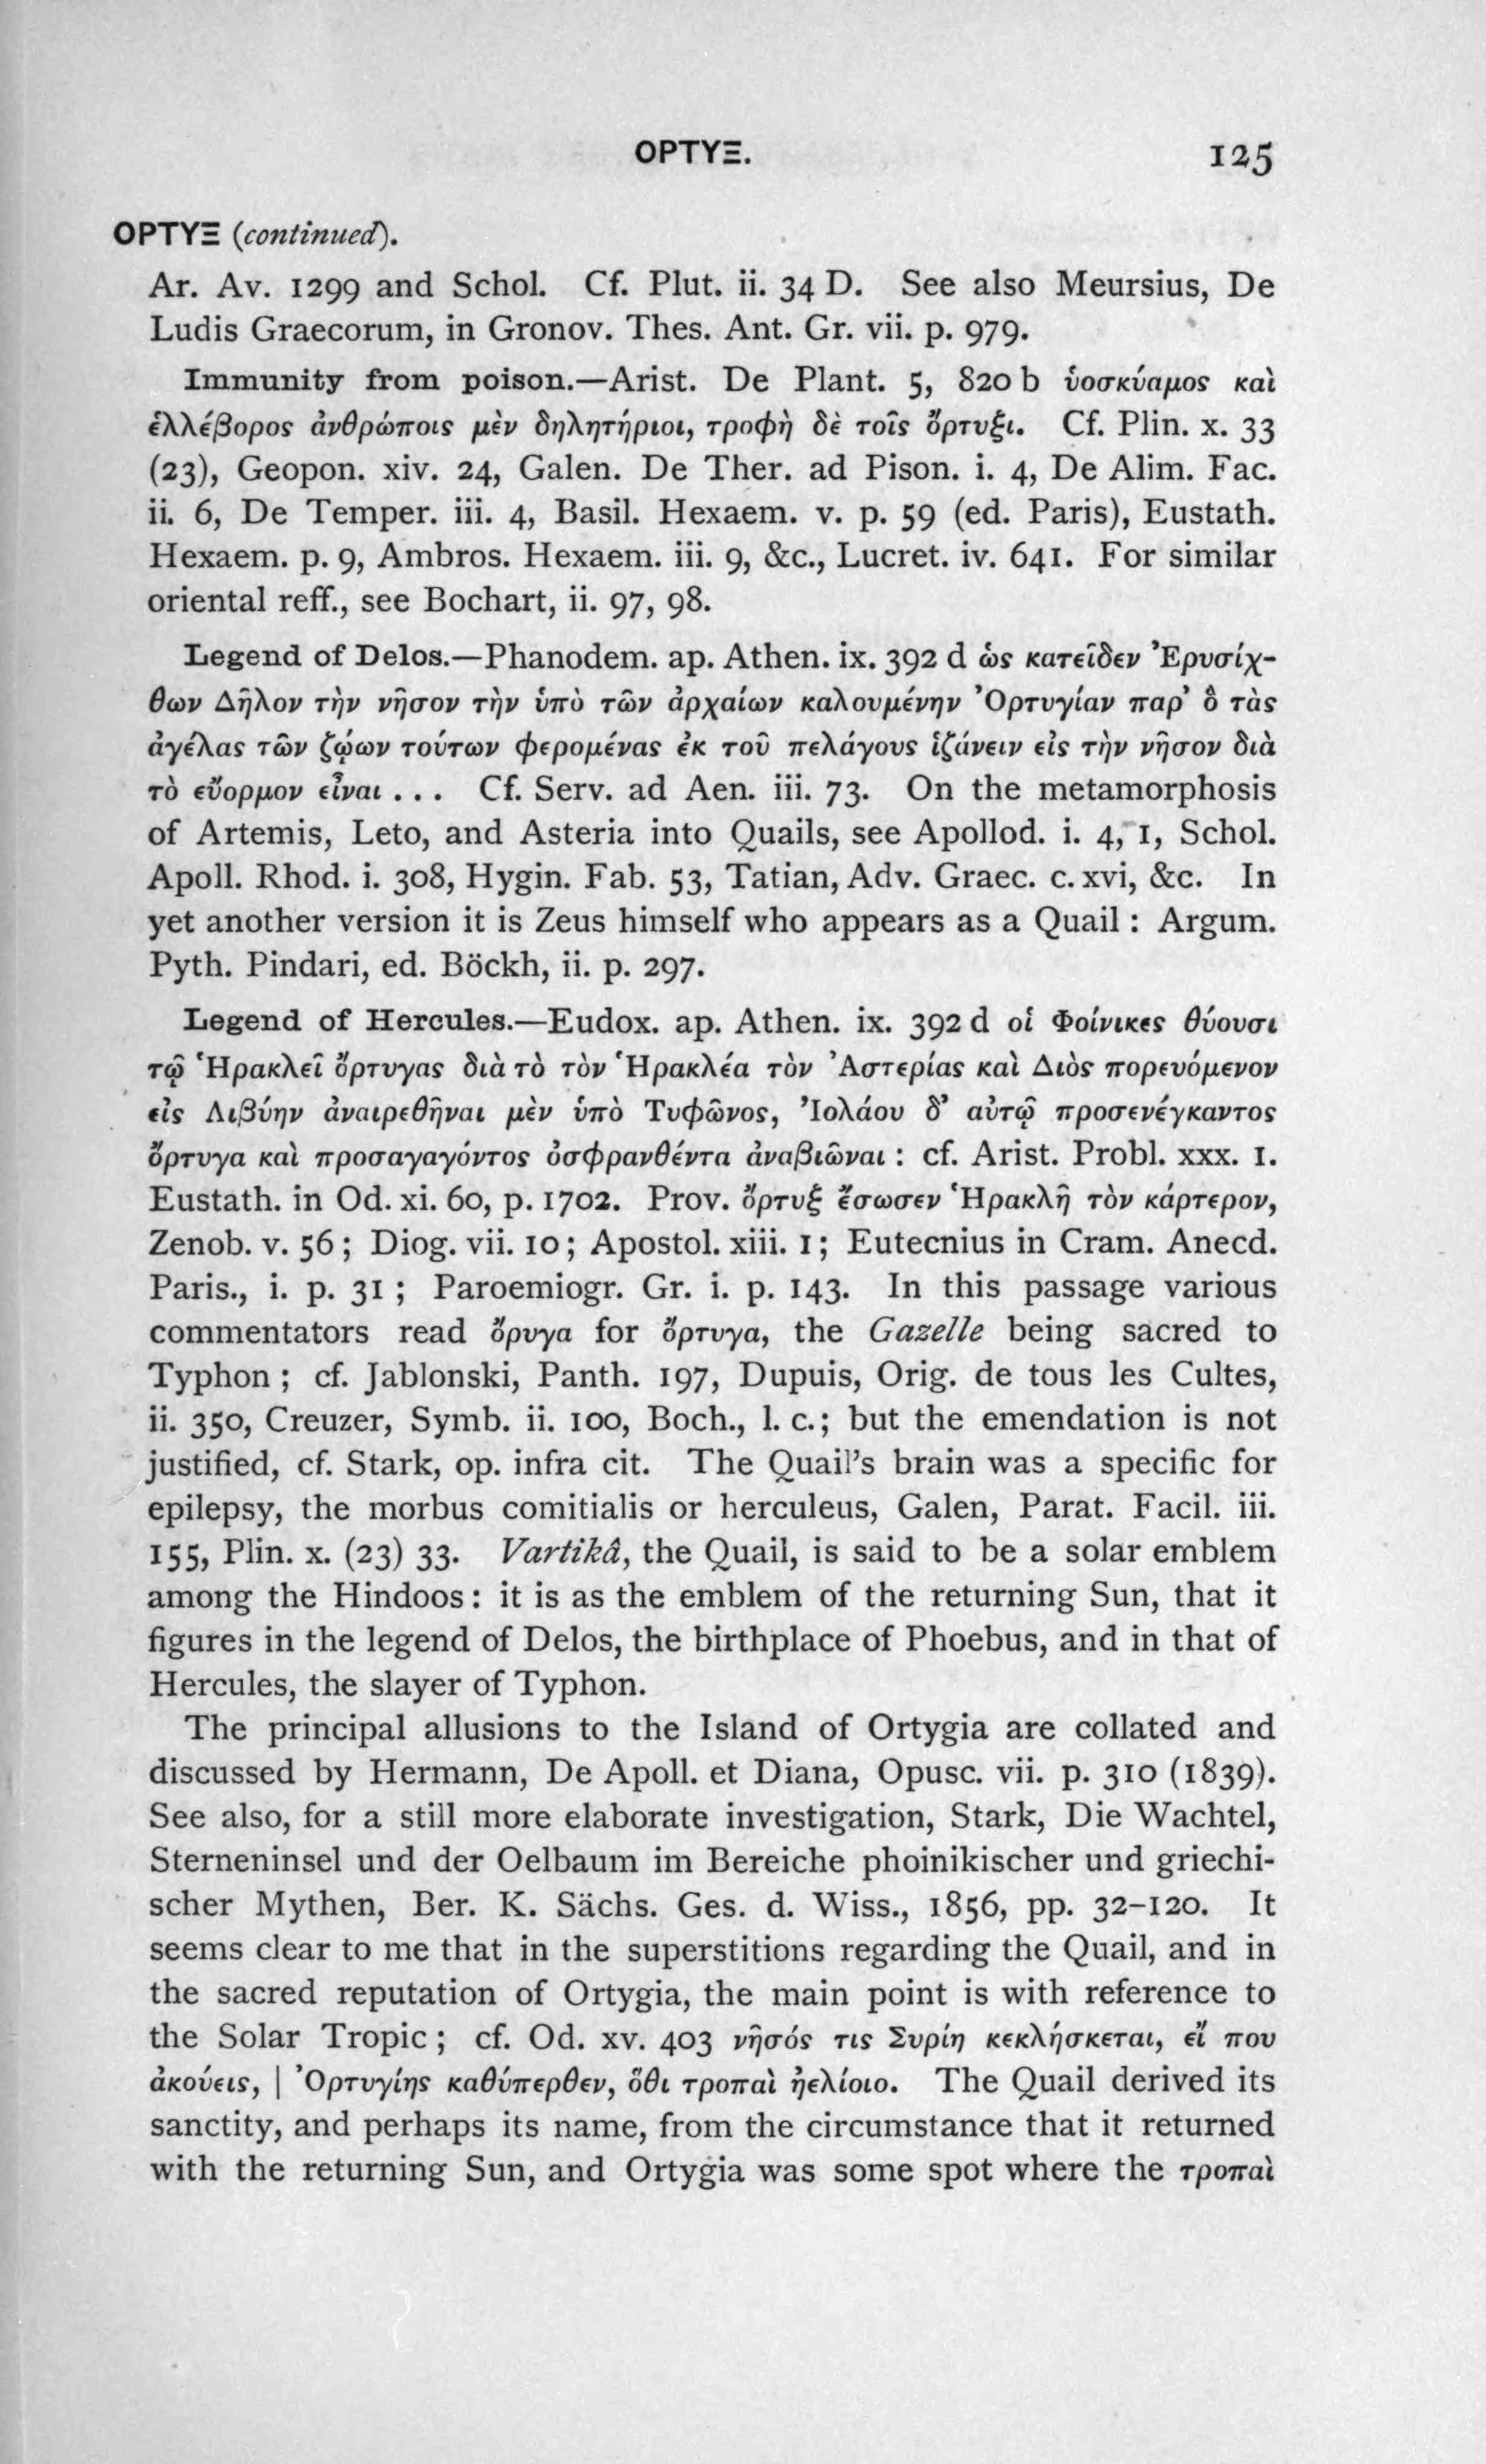 ΟΡΤΥΞ. 125
ΟΡΤΥΞ (continued).
Ar. Av. 1299 and Schol. Cf. Plut. ii. 34 D. See also Meursius, De
Ludis Graecorum, in Gronov. Thes. Ant. Gr. vii. p. 979.
Immunity from poison.—Arist. De Plant. 5, 820 b ὑοσκύαμος καὶ
ἑλλέβορος ἀνθρώποις μὲν δηλητήριοι, τροφὴ δὲ τοῖς ὄρτυξι. Cf. Plin. x. 33
(23), Geopon. xiv. 24, Galen. De Ther. ad Pison. i. 4, De Alim. Fac.
ii. 6, De Temper. iii. 4, Basil. Hexaem. v. p. 59 (ed. Paris), Eustath.
Hexaem. p. 9, Ambros. Hexaem. iii. 9, &c., Lucret. iv. 641. For similar
oriental reff., see Bochart, ii. 97, 98.
Legend of Delos.—Phanodem. ap. Athen. ix. 392 d ὡς κατεῖδεν Ἐρυσίχ-
θων Δῆλον τὴν νῆσον τὴν ὑπὸ τῶν ἀρχαίων καλουμένην Ὀρτυγίαν παρ' ὃ τὰς
ἀγέλας τῶν ζῴων τούτων φερομένας ἐκ τοῦ πελάγους ἱζάνειν εἰς τὴν νῆσον διὰ
τὸ εὔορμον εἶναι . . . Cf. Serv. ad Aen. iii. 73. On the metamorphosis
of Artemis, Leto, and Asteria into Quails, see Apollod. i. 4, 1, Schol.
Apoll. Rhod. i. 308, Hygin. Fab. 53, Tatian, Adv. Graec. c. xvi, &c. In
yet another version it is Zeus himself who appears as a Quail : Argum.
Pyth. Pindari, ed. Böckh, ii. p. 297.
Legend of Hercules.—Eudox. ap. Athen. ix. 392 d οἱ Φοίνικες θύουσι
τῷ Ἡρακλεῖ ὄρτυγας διὰ τὸ τὸν Ἡρακλέα τὸν Ἀστερίας καὶ Διὸς πορευόμενον
εἰς Λιβύην ἀναιρεθῆναι μὲν ὑπὸ Τυφῶνος, Ἰολάου δ' αὐτῷ προσενέγκαντος
ὄρτυγα καὶ προσαγαγόντος ὀσφρανθέντα ἀναβιῶναι : cf. Arist. Probl. xxx. 1.
Eustath. in Od. xi. 60, p. 1702. Prov. ὄρτυξ ἔσωσεν Ἡρακλῆ τὸν κάρτερον,
Zenob. v. 56 ; Diog. vii. 10 ; Apostol. xiii. 1 ; Eutecnius in Cram. Anecd.
Paris., i. p. 31 ; Paroemiogr. Gr. i. p. 143. In this passage various
commentators read ὄρυγα for ὄρτυγα, the Gazelle being sacred to
Typhon ; cf. Jablonski, Panth. 197, Dupuis, Orig. de tous les Cultes,
ii. 350, Creuzer, Symb. ii. 100, Boch., l. c. ; but the emendation is not
justified, cf. Stark, op. infra cit. The Quail's brain was a specific for
epilepsy, the morbus comitialis or herculeus, Galen, Parat. Facil. iii.
155, Plin. x. (23) 33. Vartikâ, the Quail, is said to be a solar emblem
among the Hindoos : it is as the emblem of the returning Sun, that it
figures in the legend of Delos, the birthplace of Phoebus, and in that of
Hercules, the slayer of Typhon.
The principal allusions to the Island of Ortygia are collated and
discussed by Hermann, De Apoll. et Diana, Opusc. vii. p. 310 (1839).
See also, for a still more elaborate investigation, Stark, Die Wachtel,
Sterneninsel und der Oelbaum im Bereiche phoinikischer und griechi-
scher Mythen, Ber. K. Sächs. Ges. d. Wiss., 1856, pp. 32–120. It
seems clear to me that in the superstitions regarding the Quail, and in
the sacred reputation of Ortygia, the main point is with reference to
the Solar Tropic ; cf. Od. xv. 403 νῆσός τις Συρίη κεκλήσκεται, εἴ που
ἀκούεις, | Ὀρτυγίης καθύπερθεν, ὅθι τροπαὶ ἠελίοιο. The Quail derived its
sanctity, and perhaps its name, from the circumstance that it returned
with the returning Sun, and Ortygia was some spot where the τροπαὶ